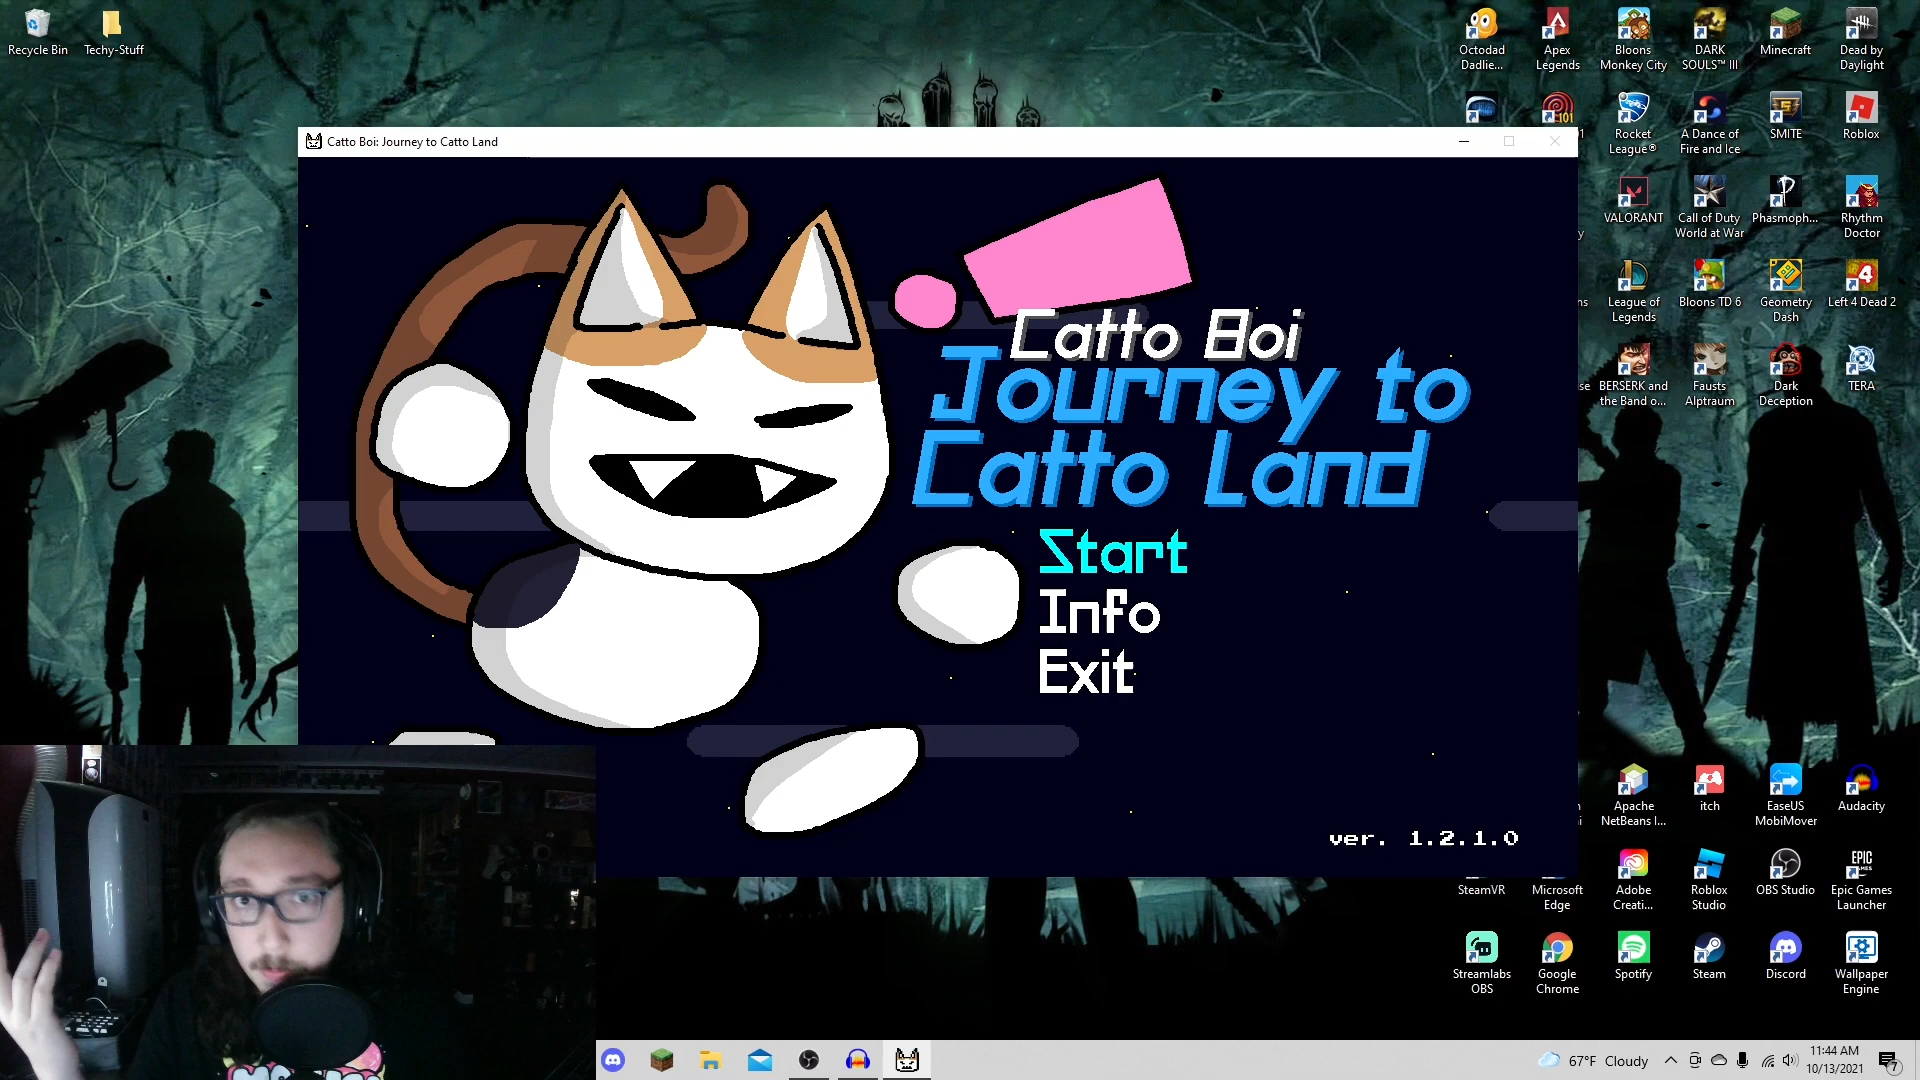 Recycle Bin
Techy-Stuff
Octodad
Dadlie...
Apex
Legends
Bloons
Monkey City
DARK
SOULS™ III
Minecraft
Dead by
Daylight
Catto Boi: Journey to Catto Land
101
Rocket
League®
A Dance of
Fire and Ice
SMITE
Roblox
VALORANT
Call of Duty
World at War
Phasmoph...
Rhythm
Doctor
League of
Legends
Bloons TD 6
Geometry
Dash
Left 4 Dead 2
BERSERK and
the Band o...
Fausts
Alptraum
Dark
Deception
TERA
Catto Boi
Journey to
Catto Land
Start
Info
Exit
ver. 1.2.1.0
Apache
NetBeans I...
itch
EaseUS
MobiMover
Audacity
SteamVR
Microsoft
Edge
Adobe
Creati...
Roblox
Studio
OBS Studio
EPIC
GAMES
Epic Games
Launcher
Streamlabs
OBS
Google
Chrome
Spotify
Steam
Discord
Wallpaper
Engine
67°F Cloudy
11:44 AM
10/13/2021
7